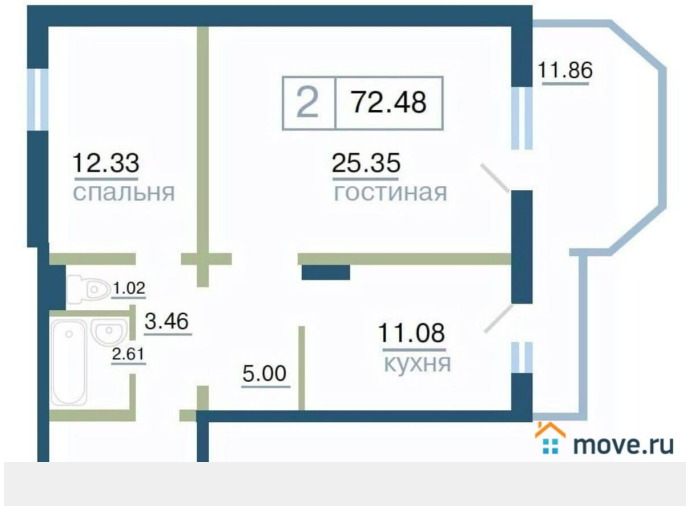 11.86
2 72.48
12.33
спальня
25.35
гостиная
1.02
3.46
2.61
11.08
кухня
5.00
move.ru